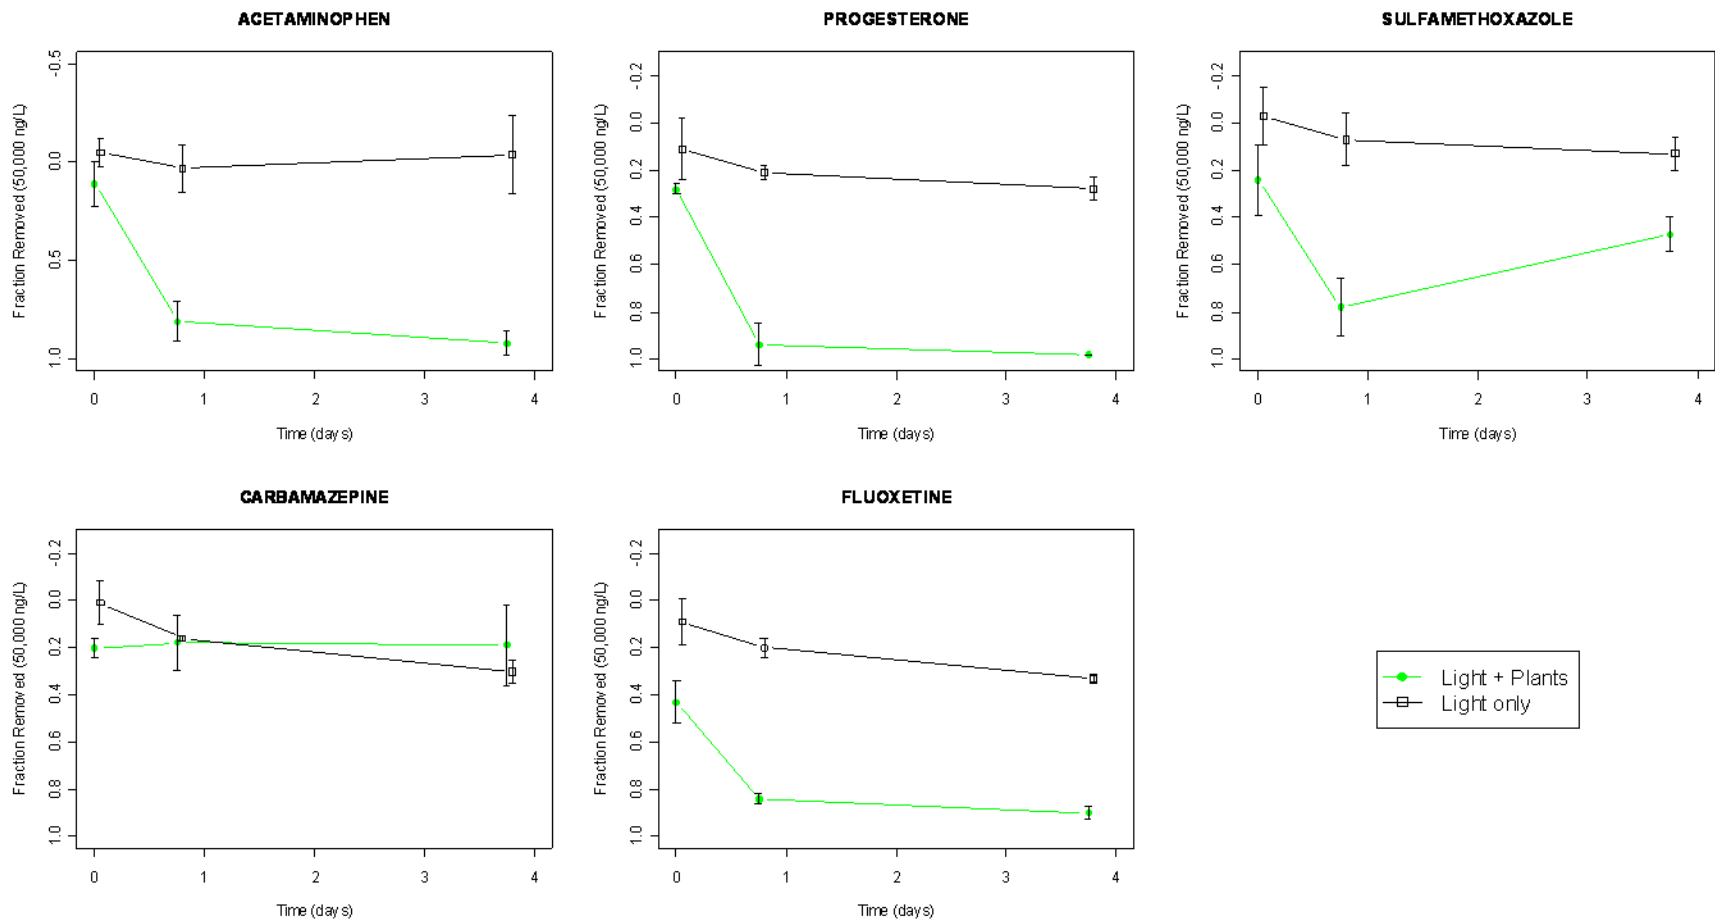 ACETAMINOPHEN
Fraction Removed (50,000 ng/L)
-0.5
0.0
0.5
1.0
0 1 2 3 4
Time (days)
PROGESTERONE
Fraction Removed (50,000 ng/L)
-0.2
0.0
0.2
0.4
0.6
0.8
1.0
0 1 2 3 4
Time (days)
SULFAMETHOXAZOLE
Fraction Removed (50,000 ng/L)
-0.2
0.0
0.2
0.4
0.6
0.8
1.0
0 1 2 3 4
Time (days)
CARBAMAZEPINE
Fraction Removed (50,000 ng/L)
-0.2
0.0
0.2
0.4
0.6
0.8
1.0
0 1 2 3 4
Time (days)
FLUOXETINE
Fraction Removed (50,000 ng/L)
-0.2
0.0
0.2
0.4
0.6
0.8
1.0
0 1 2 3 4
Time (days)
Light + Plants
Light only